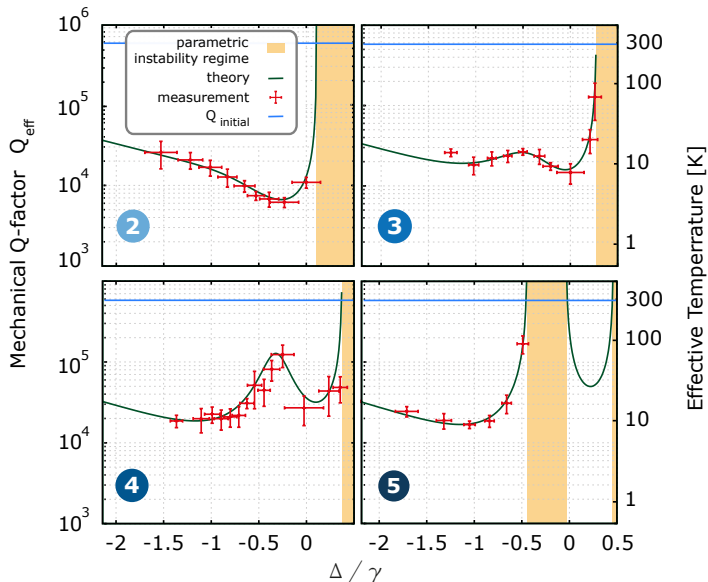 10^6
10^5
10^4
10^3
parametric
instability regime
theory
measurement
Q initial
2
3
300
100
10
1
Mechanical Q-factor Q_eff
Effective Temperrature [K]
10^5
10^4
10^3
4
5
300
100
10
1
-2 -1.5 -1 -0.5 0
-2 -1.5 -1 -0.5 0 0.5
Δ / γ